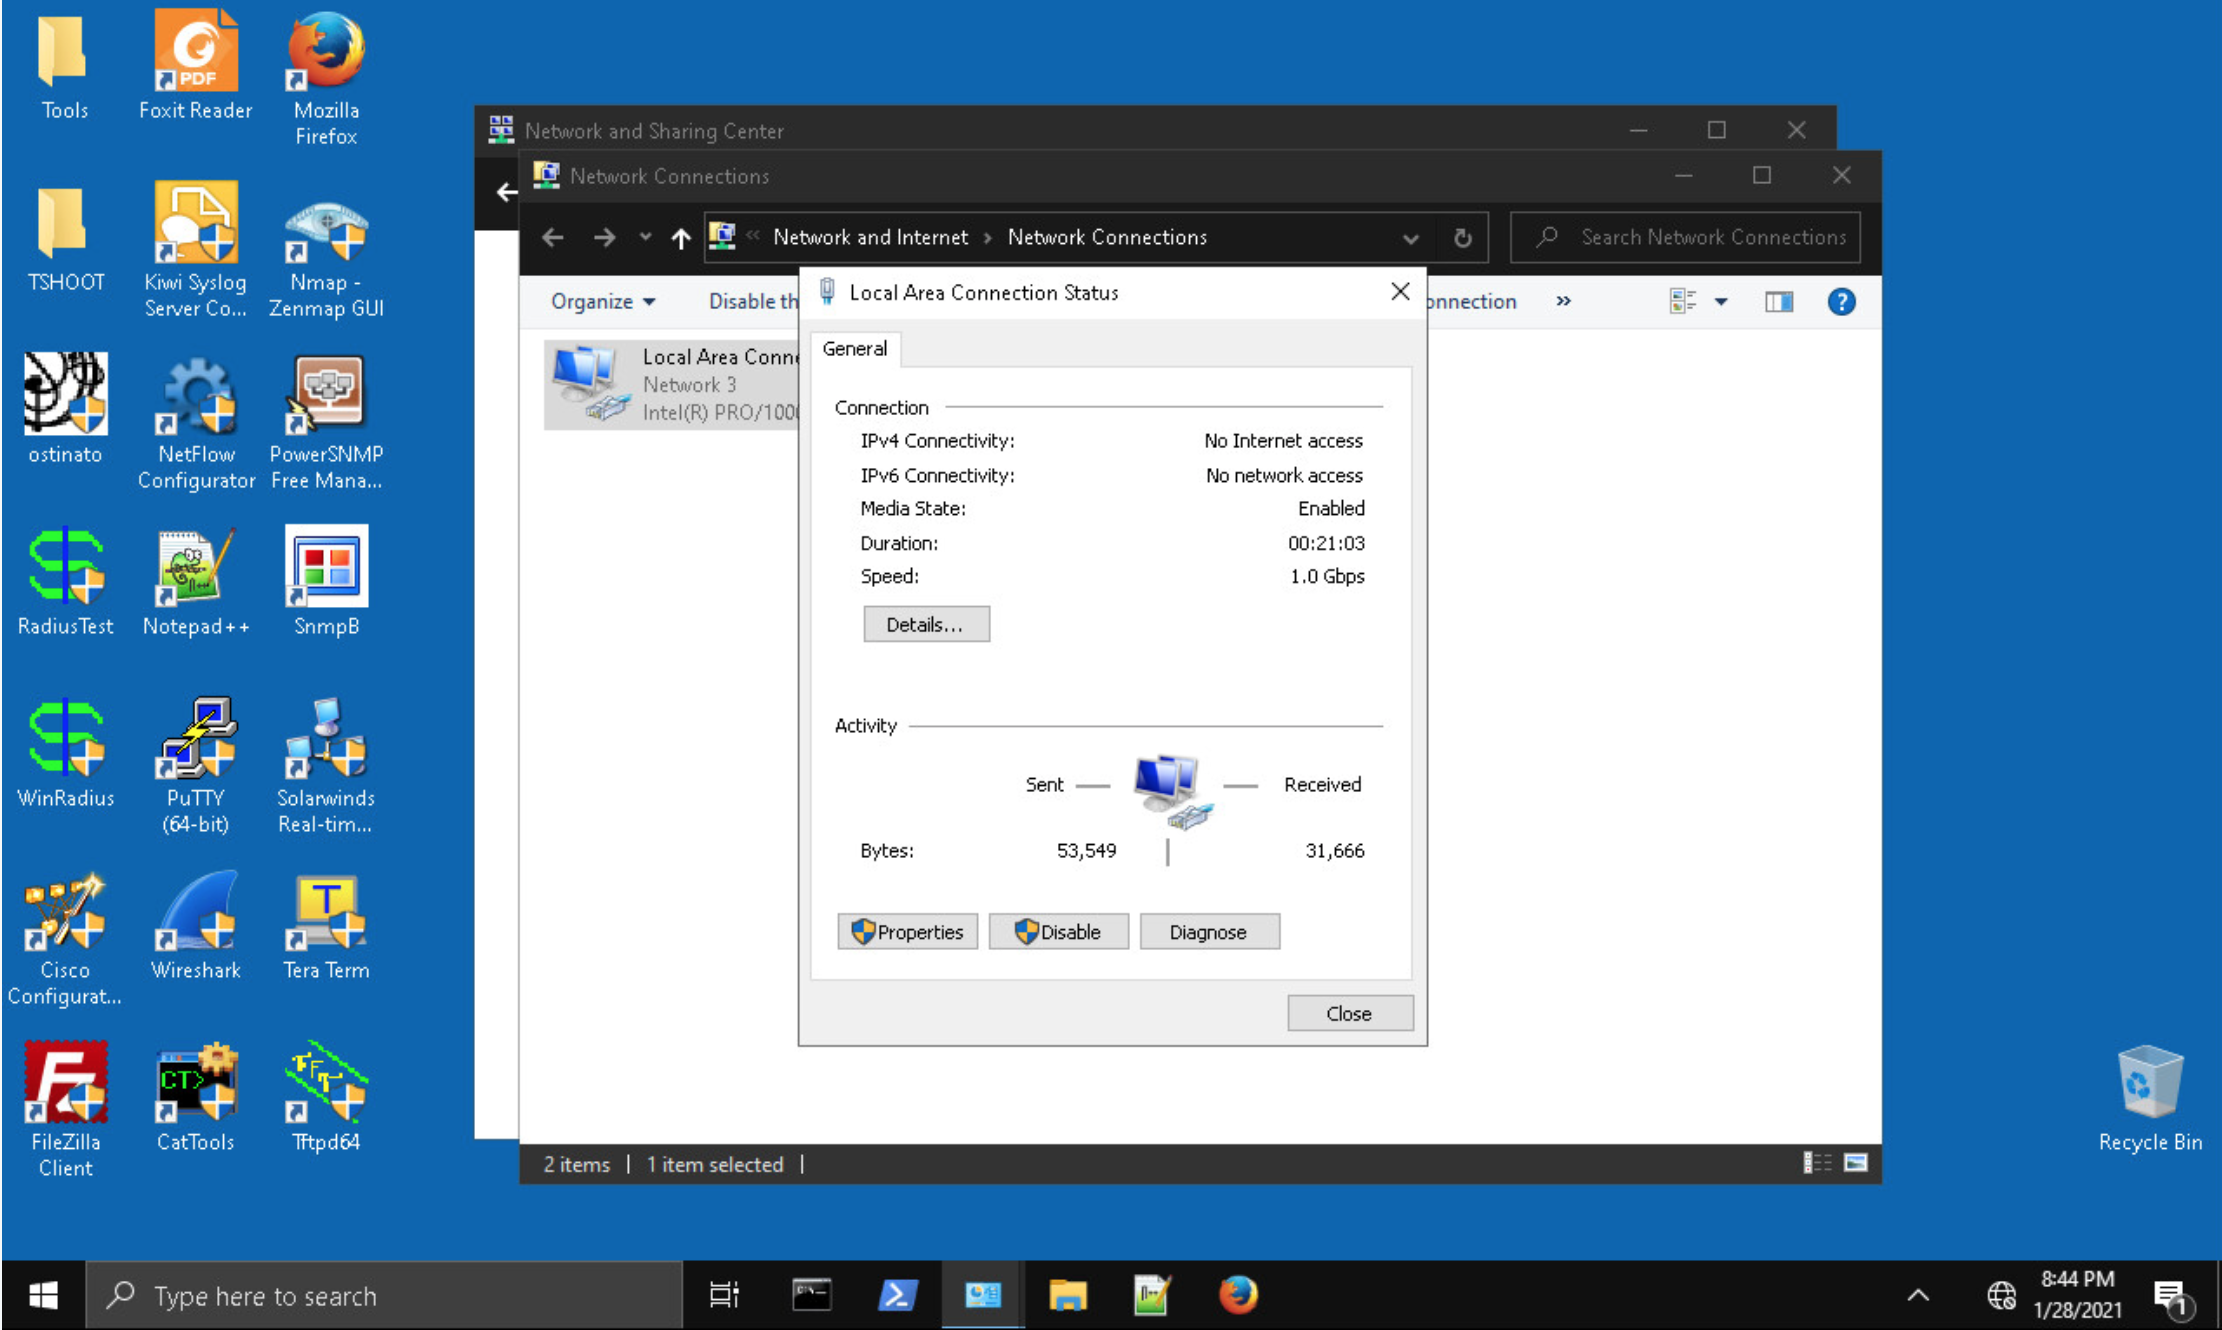 Tools
Foxit Reader
Mozilla
Firefox
TSHOOT
Kiwi Syslog
Server Co...
Nmap -
Zenmap GUI
ostinato
NetFlow
Configurator
PowerSNMP
Free Mana...
RadiusTest
Notepad++
SnmpB
WinRadius
PuTTY
(64-bit)
Solarwinds
Real-tim...
Cisco
Configurat...
Wireshark
Tera Term
FileZilla
Client
CatTools
Tftpd64
PDF
CT>
T
Network and Sharing Center
Network Connections
« Network and Internet > Network Connections
Search Network Connections
Organize
Disable th
onnection »
Local Area Conne
Network 3
Intel(R) PRO/100
Local Area Connection Status
General
Connection
IPv4 Connectivity: No Internet access
IPv6 Connectivity: No network access
Media State: Enabled
Duration: 00:21:03
Speed: 1.0 Gbps
Details...
Activity
Sent Received
Bytes: 53,549 31,666
Properties Disable Diagnose
Close
2 items 1 item selected
Recycle Bin
Type here to search
8:44 PM
1/28/2021
1